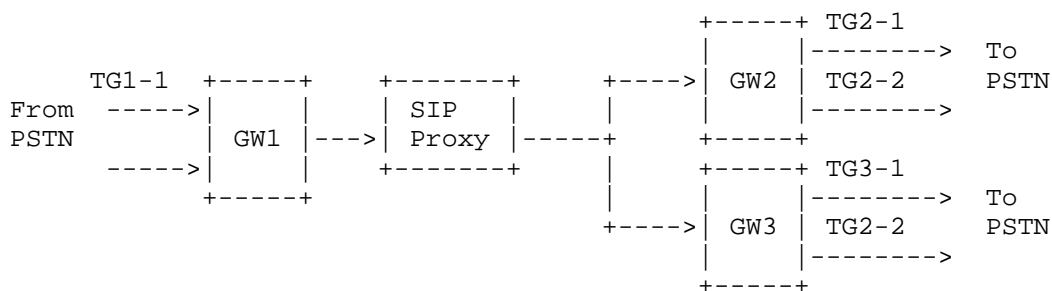 TG2-1
To
TG1-1 GW2 TG2-2 PSTN
From SIP
PSTN GW1 Proxy
TG3-1
To
GW3 TG2-2 PSTN